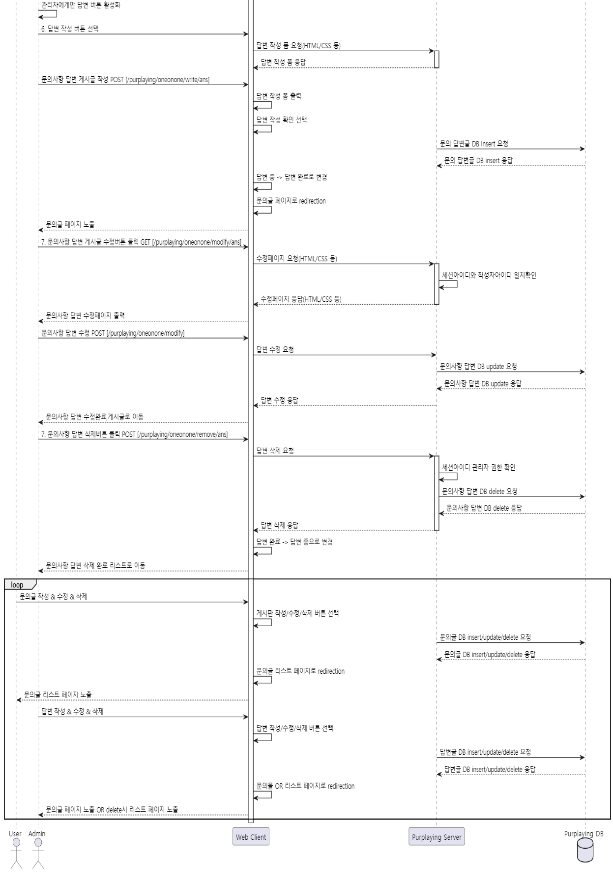 관리자에게만 답변 버튼 활성화
6. 답변 작성 버튼 선택
답변 작성 폼 요청(HTML/CSS 등)
답변 작성 폼 응답
문의사항 답변 게시글 작성 POST [/purplaying/oneonone/write/ans]
답변 작성 폼 출력
답변 작성 확인 선택
문의 답변글 DB Insert 요청
문의 답변글 DB insert 응답
답변 중 -> 답변 완료로 변경
문의글 페이지로 redirection
문의글 페이지 노출
7. 문의사항 답변 게시글 수정버튼 클릭 GET [/purplaying/oneonone/modify/ans]
수정페이지 요청(HTML/CSS 등)
세션아이디와 작성자아이디 일치확인
수정페이지 응답(HTML/CSS 등)
문의사항 답변 수정페이지 출력
문의사항 답변 수정 POST [/purplaying/oneonone/modify]
답변 수정 요청
문의사항 답변 DB update 요청
문의사항 답변 DB update 응답
답변 수정 응답
문의사항 답변 수정완료,게시글로 이동
7. 문의사항 답변 삭제버튼 클릭 POST [/purplaying/oneonone/remove/ans]
답변 삭제 요청
세션아이디 관리자 권한 확인
문의사항 답변 DB delete 요청
문의사항 답변 DB delete 응답
답변 삭제 응답
답변 완료 -> 답변 중으로 변경
문의사항 답변 삭제 완료 리스트로 이동
loop
문의글 작성 & 수정 & 삭제
게시판 작성/수정/삭제 버튼 선택
문의글 DB insert/update/delete 요청
문의글 DB insert/update/delete 응답
문의글 리스트 페이지로 redirection
문의글 리스트 페이지 노출
답변 작성 & 수정 & 삭제
답변 작성/수정/삭제 버튼 선택
답변글 DB insert/update/delete 요청
답변글 DB insert/update/delete 응답
문의글 OR 리스트 페이지로 redirection
문의글 페이지 노출 OR delete시 리스트 페이지 노출
User
Admin
Web Client
Purplaying Server
Purplaying DB